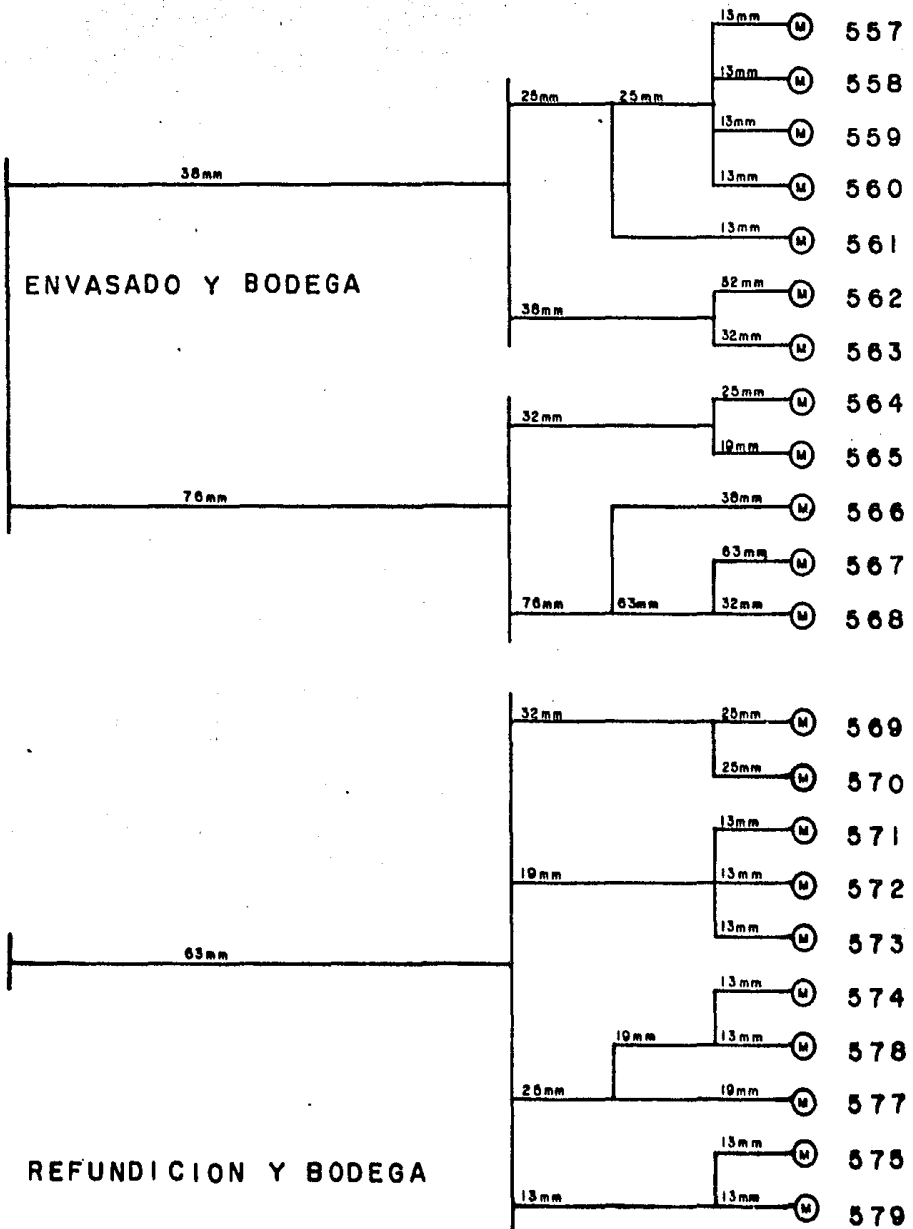 13mm M 557
13mm M 558
25mm 25mm
13mm M 559
38mm 13mm M 560
13mm M 561
ENVASADO Y BODEGA
32mm M 562
38mm
32mm M 563
25mm M 564
32mm
19mm M 565
76mm 38mm M 566
63mm M 567
76mm 63mm 32mm M 568
32mm 25mm M 569
25mm M 570
13mm M 571
19mm 13mm M 572
13mm M 573
63mm
13mm M 574
19mm 13mm M 578
25mm 19mm M 577
13mm M 575
REFUNDICION Y BODEGA
13mm 13mm M 579